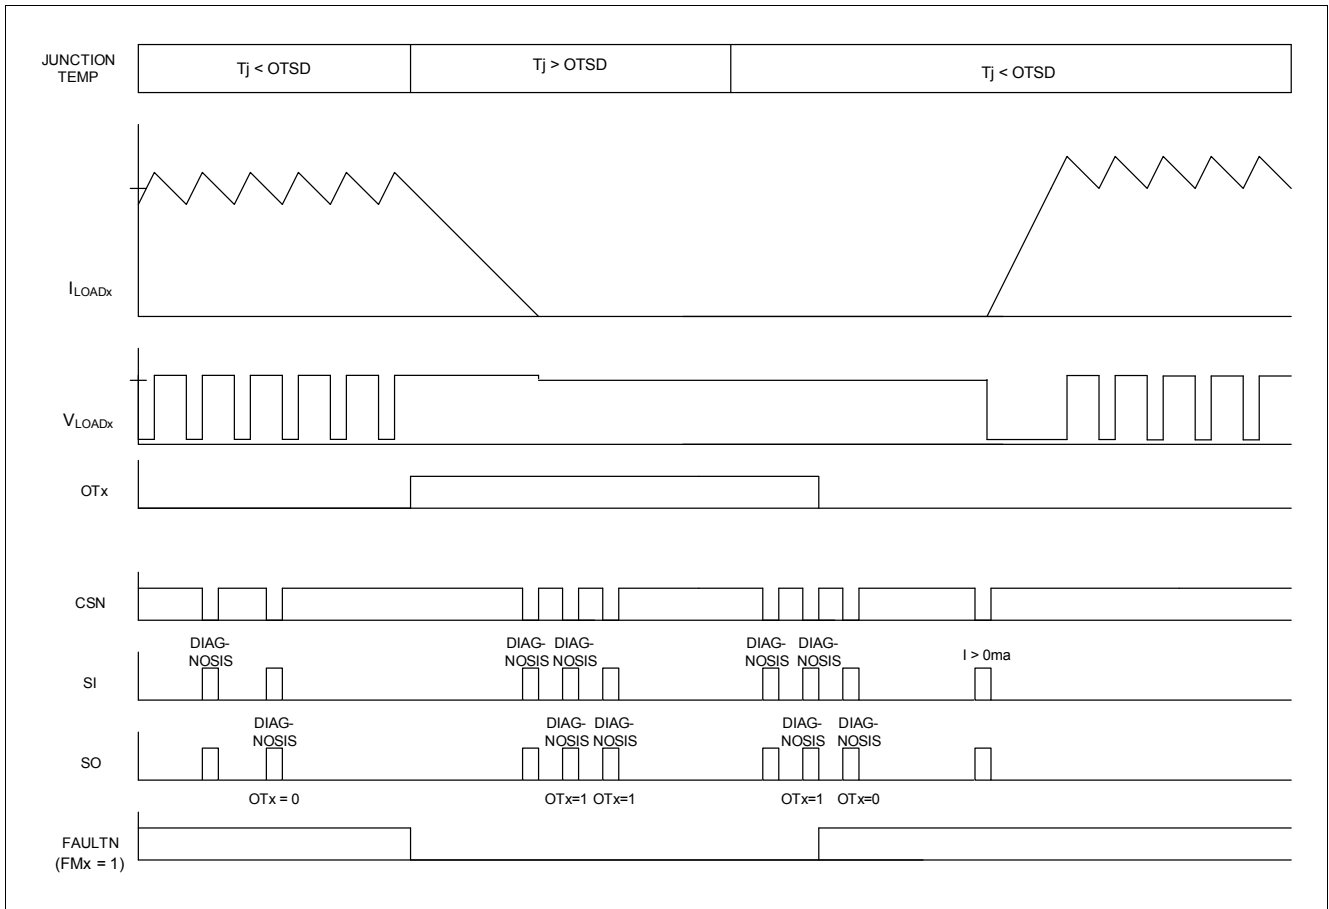 JUNCTION
TEMP
Tj < OTSD
Tj > OTSD
Tj < OTSD
ILOADx
VLOADx
OTx
CSN
DIAG-
NOSIS
DIAG-
NOSIS
DIAG-
NOSIS
DIAG-
NOSIS
DIAG-
NOSIS
I > 0ma
SI
DIAG-
NOSIS
DIAG-
NOSIS
DIAG-
NOSIS
DIAG-
NOSIS
DIAG-
NOSIS
SO
OTx = 0
OTx=1
OTx=1
OTx=1
OTx=0
FAULTN
(FMx = 1)